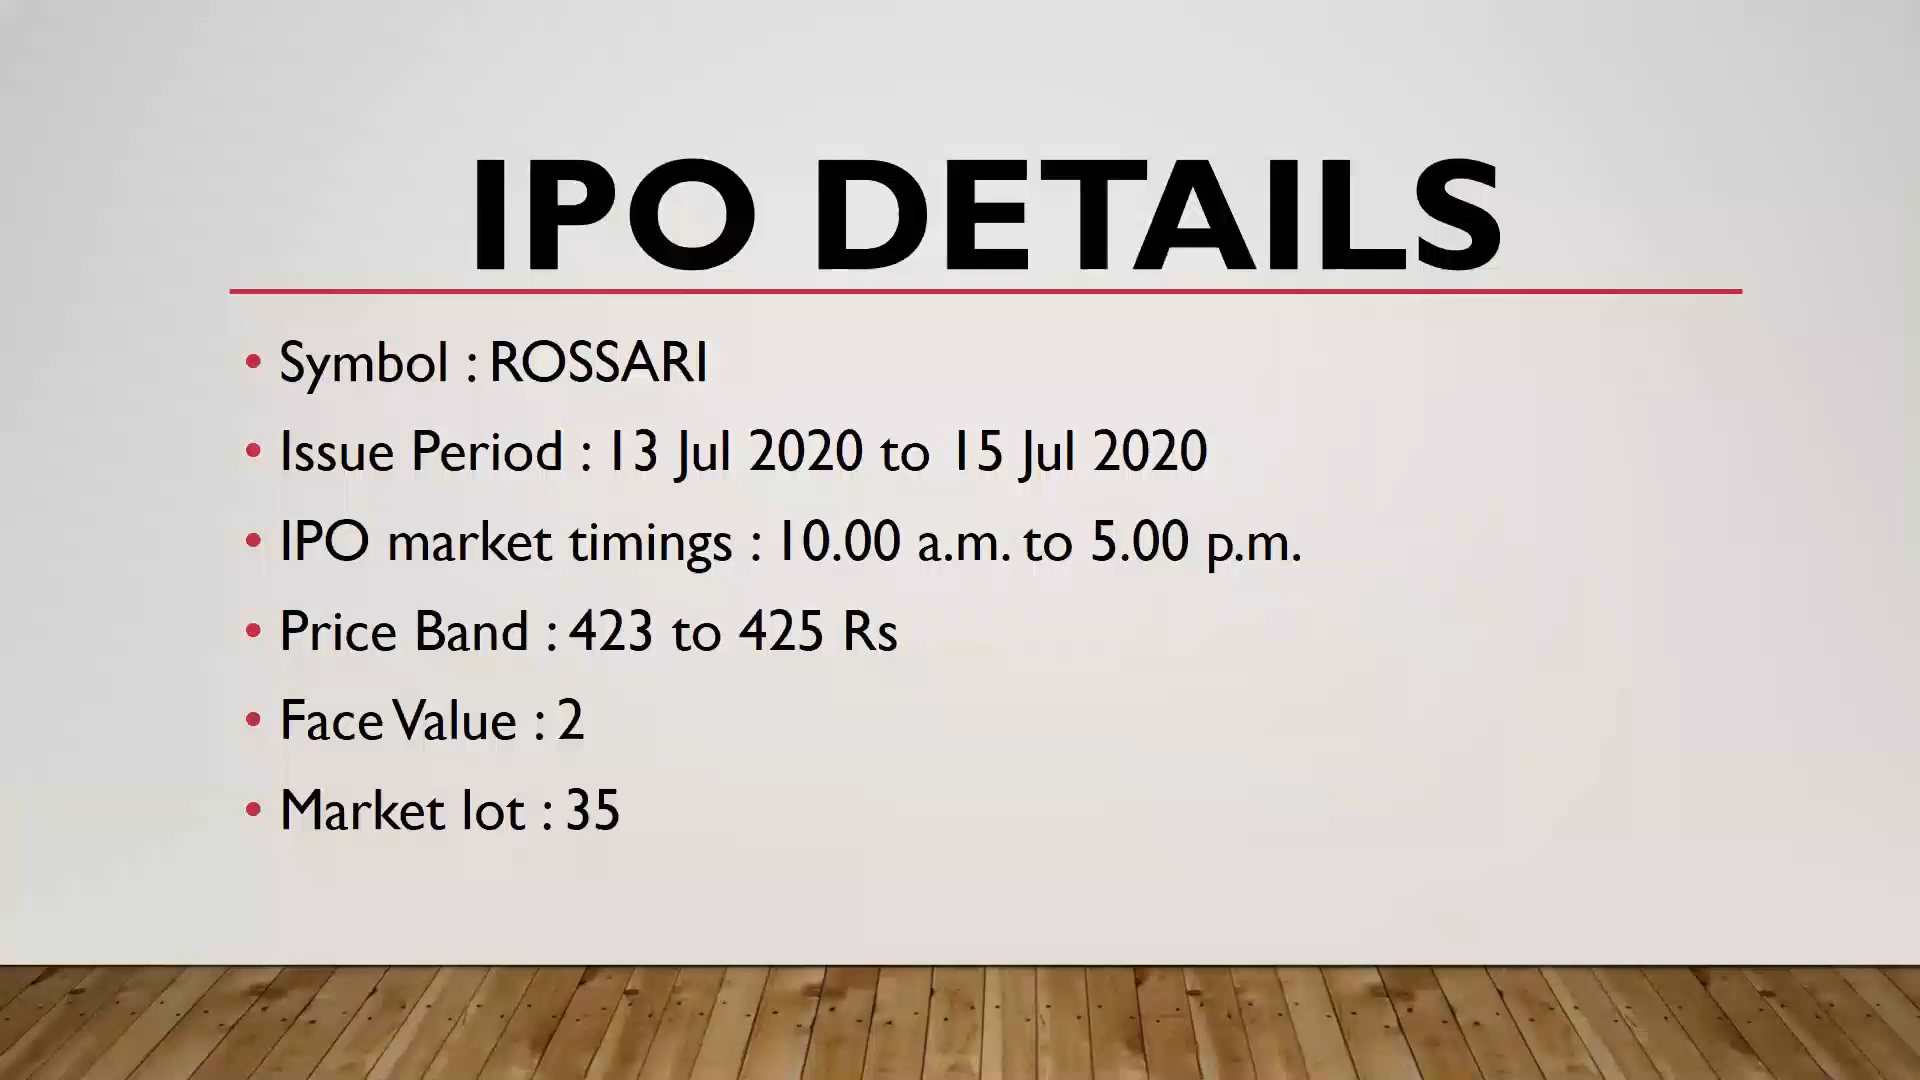 IPO DETAILS
• Symbol : ROSSARI
• Issue Period : 13 Jul 2020 to 15 Jul 2020
• IPO market timings : 10.00 a.m. to 5.00 p.m.
• Price Band : 423 to 425 Rs
• Face Value : 2
• Market lot : 35